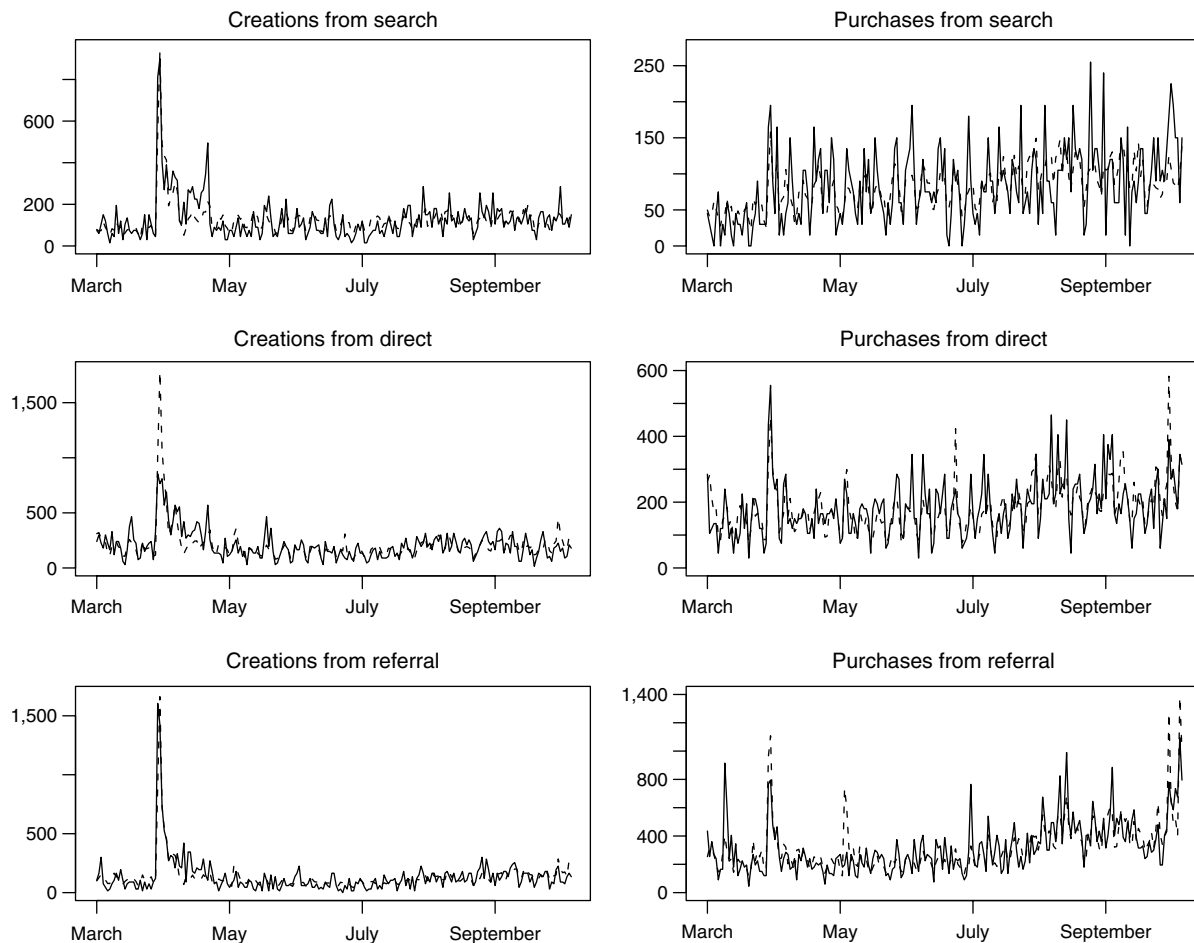 Creations from search
600
200
0
March May July September
Purchases from search
250
150
50
0
March May July September
Creations from direct
1,500
500
0
March May July September
Purchases from direct
600
400
200
0
March May July September
Creations from referral
1,500
500
0
March May July September
Purchases from referral
1,400
800
400
0
March May July September